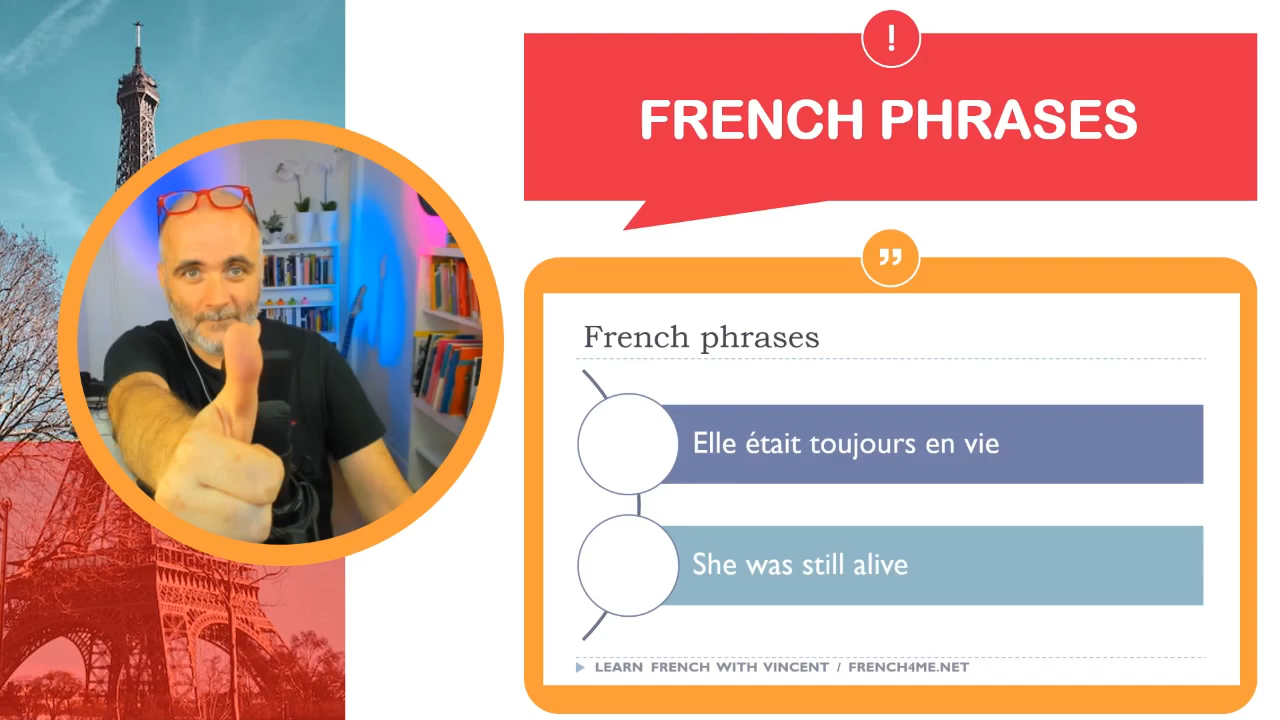 !
FRENCH PHRASES
”
French phrases
Elle était toujours en vie
She was still alive
LEARN FRENCH WITH VINCENT / FRENCH4ME.NET